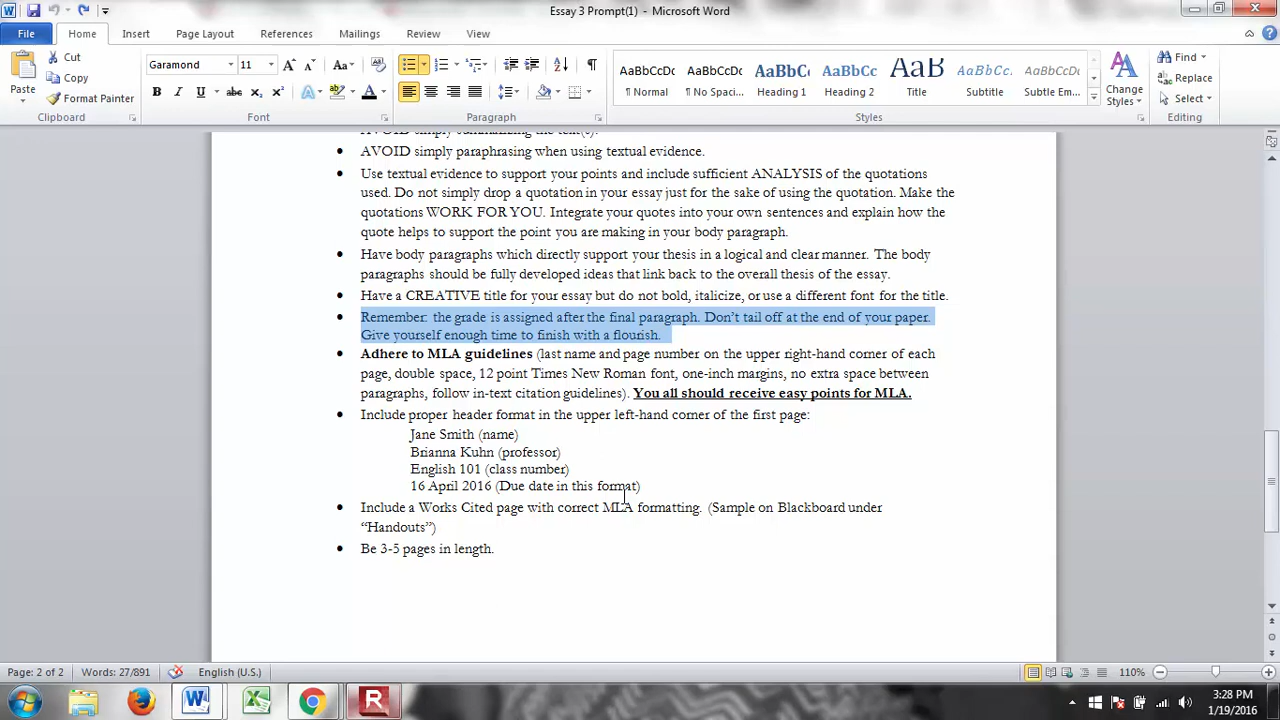 Essay 3 Prompt(1) - Microsoft Word
File Home Insert Page Layout References Mailings Review View
Paste
Cut
Copy
Format Painter
Clipboard
Garamond 11
Font
Paragraph
AaBbCcDc AaBbCcDc AaBbCc AaBbCc AaB AaBbCcI AaBbCcDc
¶ Normal ¶ No Spaci... Heading 1 Heading 2 Title Subtitle Subtle Em...
Styles
Change Styles
Find
Replace
Select
Editing
AVOID simply summarizing the text(s).
• AVOID simply paraphrasing when using textual evidence.
• Use textual evidence to support your points and include sufficient ANALYSIS of the quotations
used. Do not simply drop a quotation in your essay just for the sake of using the quotation. Make the
quotations WORK FOR YOU. Integrate your quotes into your own sentences and explain how the
quote helps to support the point you are making in your body paragraph.
• Have body paragraphs which directly support your thesis in a logical and clear manner. The body
paragraphs should be fully developed ideas that link back to the overall thesis of the essay.
• Have a CREATIVE title for your essay but do not bold, italicize, or use a different font for the title.
• Remember: the grade is assigned after the final paragraph. Don’t tail off at the end of your paper.
Give yourself enough time to finish with a flourish.
• Adhere to MLA guidelines (last name and page number on the upper right-hand corner of each
page, double space, 12 point Times New Roman font, one-inch margins, no extra space between
paragraphs, follow in-text citation guidelines). You all should receive easy points for MLA.
• Include proper header format in the upper left-hand corner of the first page:
Jane Smith (name)
Brianna Kuhn (professor)
English 101 (class number)
16 April 2016 (Due date in this format)
• Include a Works Cited page with correct MLA formatting. (Sample on Blackboard under
“Handouts”)
• Be 3-5 pages in length.
Page: 2 of 2 Words: 27/891 English (U.S.) 110%
3:28 PM
1/19/2016